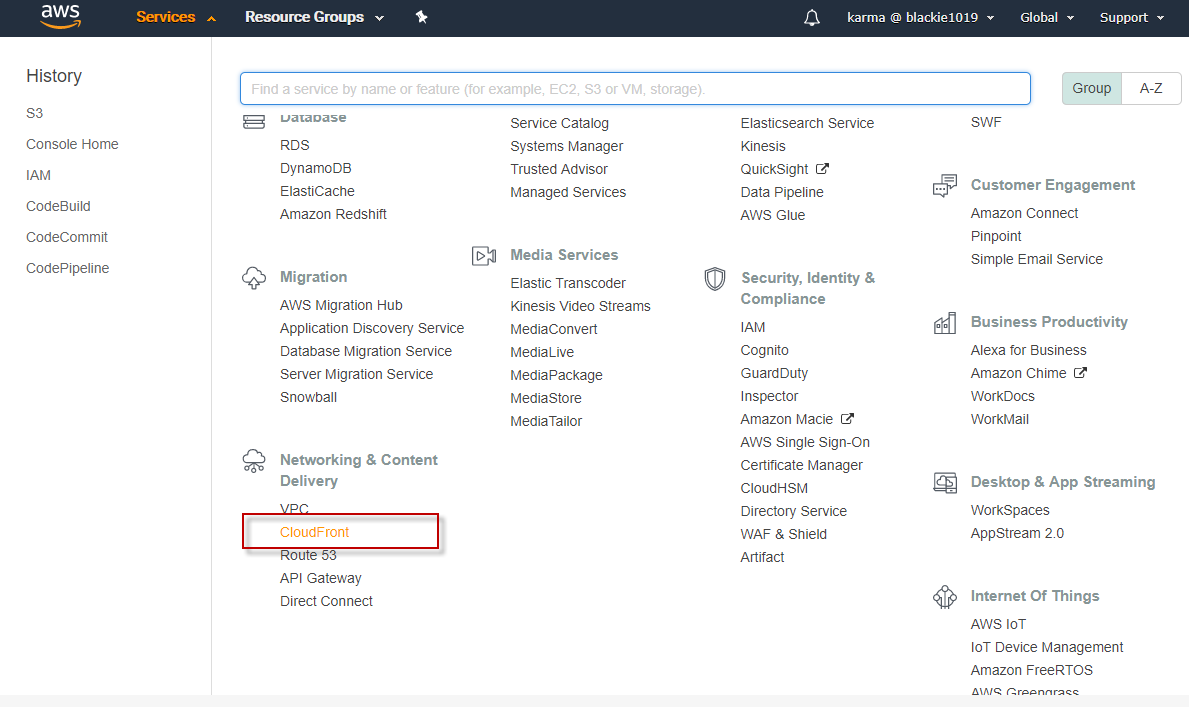 aws
Services
Resource Groups
karma @ blackie1019
Global
Support
History
S3
Console Home
IAM
CodeBuild
CodeCommit
CodePipeline
Find a service by name or feature (for example, EC2, S3 or VM, storage).
Group
A-Z
Database
RDS
DynamoDB
ElastiCache
Amazon Redshift
Migration
AWS Migration Hub
Application Discovery Service
Database Migration Service
Server Migration Service
Snowball
Networking & Content
Delivery
VPC
CloudFront
Route 53
API Gateway
Direct Connect
Service Catalog
Systems Manager
Trusted Advisor
Managed Services
Media Services
Elastic Transcoder
Kinesis Video Streams
MediaConvert
MediaLive
MediaPackage
MediaStore
MediaTailor
Elasticsearch Service
Kinesis
QuickSight
Data Pipeline
AWS Glue
Security, Identity &
Compliance
IAM
Cognito
GuardDuty
Inspector
Amazon Macie
AWS Single Sign-On
Certificate Manager
CloudHSM
Directory Service
WAF & Shield
Artifact
SWF
Customer Engagement
Amazon Connect
Pinpoint
Simple Email Service
Business Productivity
Alexa for Business
Amazon Chime
WorkDocs
WorkMail
Desktop & App Streaming
WorkSpaces
AppStream 2.0
Internet Of Things
AWS IoT
IoT Device Management
Amazon FreeRTOS
AWS Greengrass